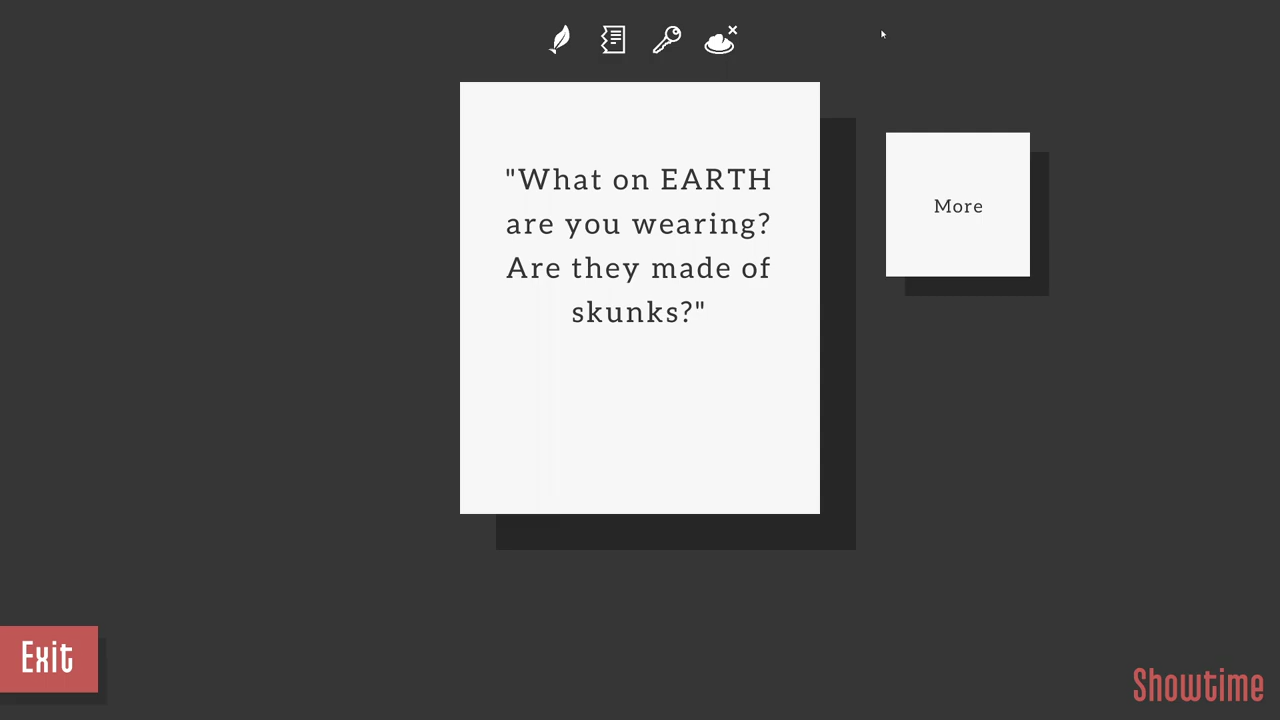 "What on EARTH
are you wearing?
Are they made of
skunks?"
More
Exit
Showtime